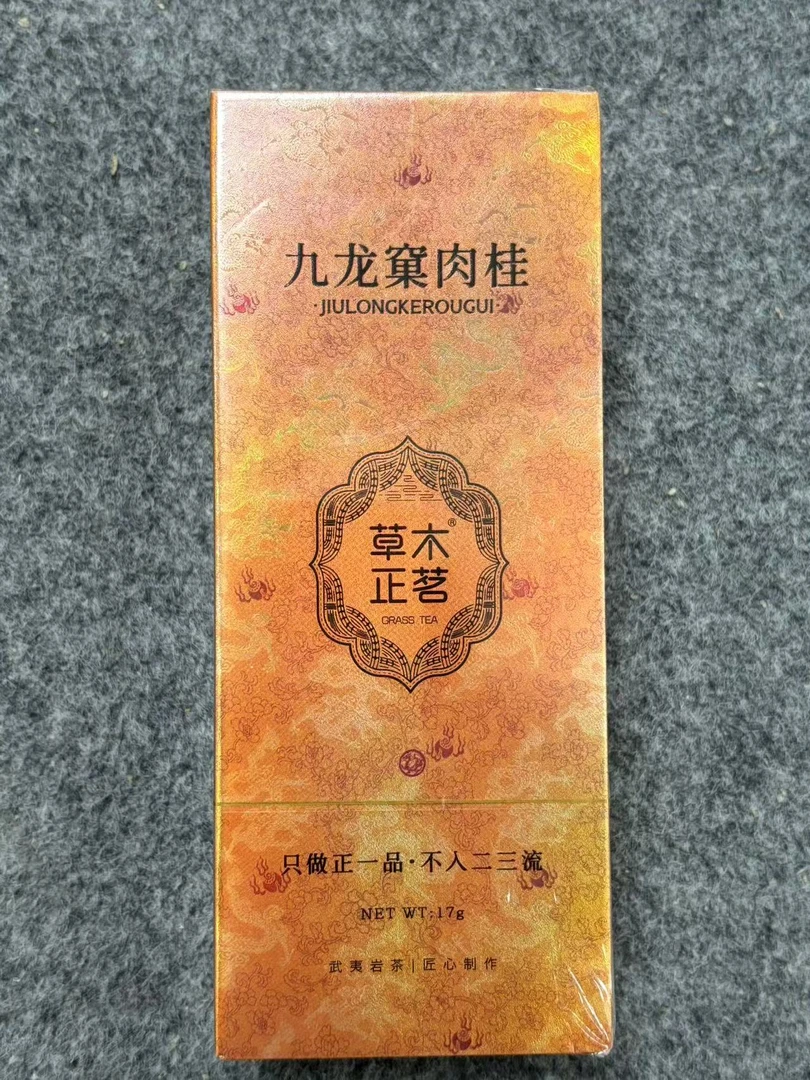 九龙窠肉桂
·JIULONGKEROUGUI·
草木®
正茗
GRASS TEA
只做正一品·不入二三流
NET WT:17g
武夷岩茶|匠心制作